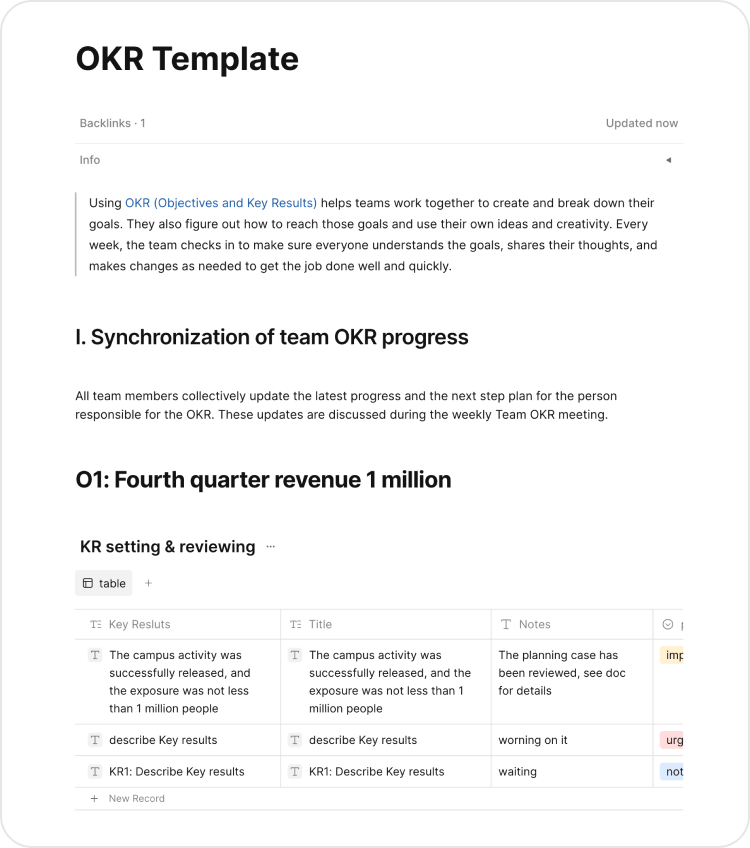 OKR Template
Backlinks · 1
Updated now
Info
Using OKR (Objectives and Key Results) helps teams work together to create and break down their
goals. They also figure out how to reach those goals and use their own ideas and creativity. Every
week, the team checks in to make sure everyone understands the goals, shares their thoughts, and
makes changes as needed to get the job done well and quickly.
I. Synchronization of team OKR progress
All team members collectively update the latest progress and the next step plan for the person
responsible for the OKR. These updates are discussed during the weekly Team OKR meeting.
O1: Fourth quarter revenue 1 million
KR setting & reviewing
table
Key Resluts
Title
Notes
The campus activity was
successfully released, and
the exposure was not less
than 1 million people
The campus activity was
successfully released, and the
exposure was not less than 1
million people
The planning case has
been reviewed, see doc
for details
imp
describe Key results
describe Key results
worning on it
urg
KR1: Describe Key results
KR1: Describe Key results
waiting
not
+ New Record